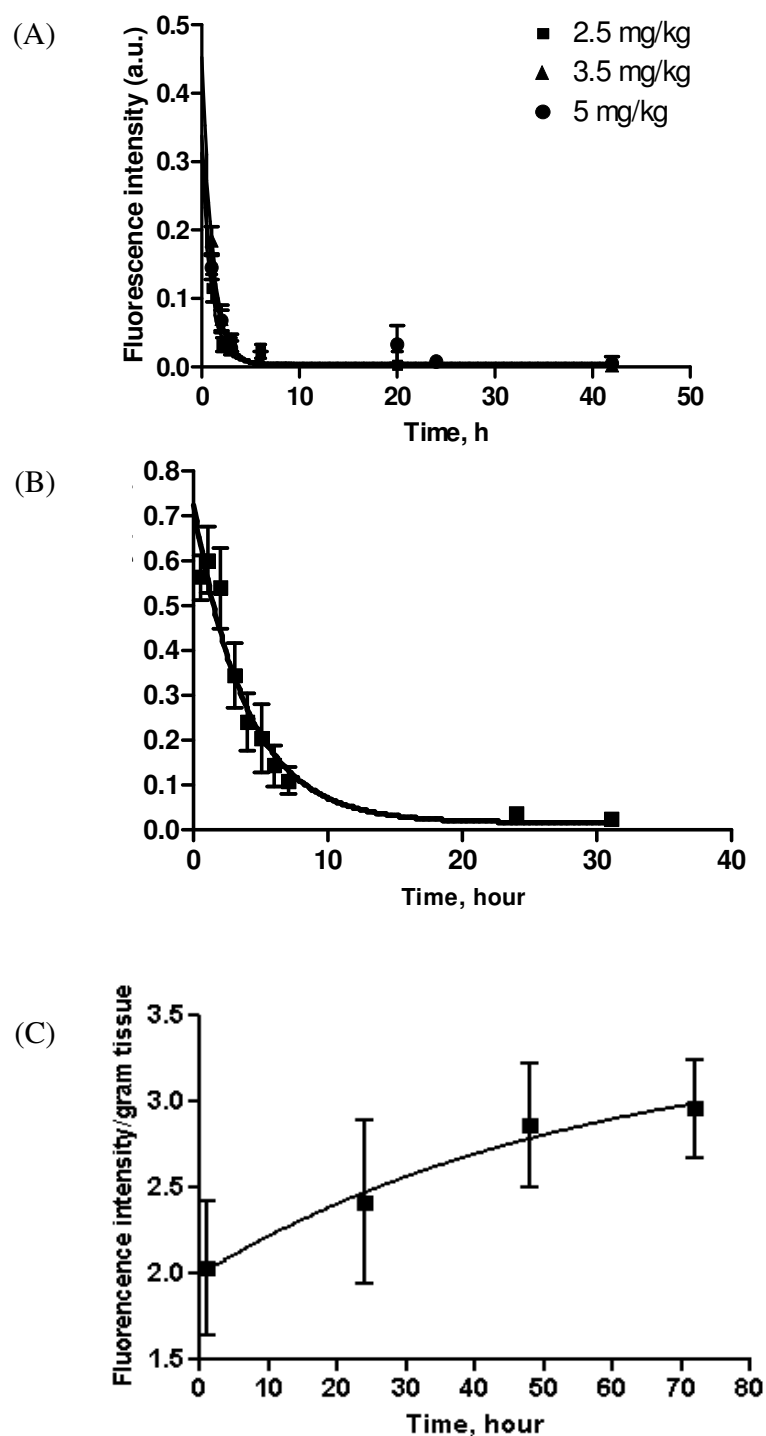 (A)
Fluorescence intensity (a.u.)
0.5
0.4
0.3
0.2
0.1
0.0
0 10 20 30 40 50
Time, h
2.5 mg/kg
3.5 mg/kg
5 mg/kg
(B)
0.8
0.7
0.6
0.5
0.4
0.3
0.2
0.1
0.0
0 10 20 30 40
Time, hour
(C)
Fluorencence intensity/gram tissue
3.5
3.0
2.5
2.0
1.5
0 10 20 30 40 50 60 70 80
Time, hour